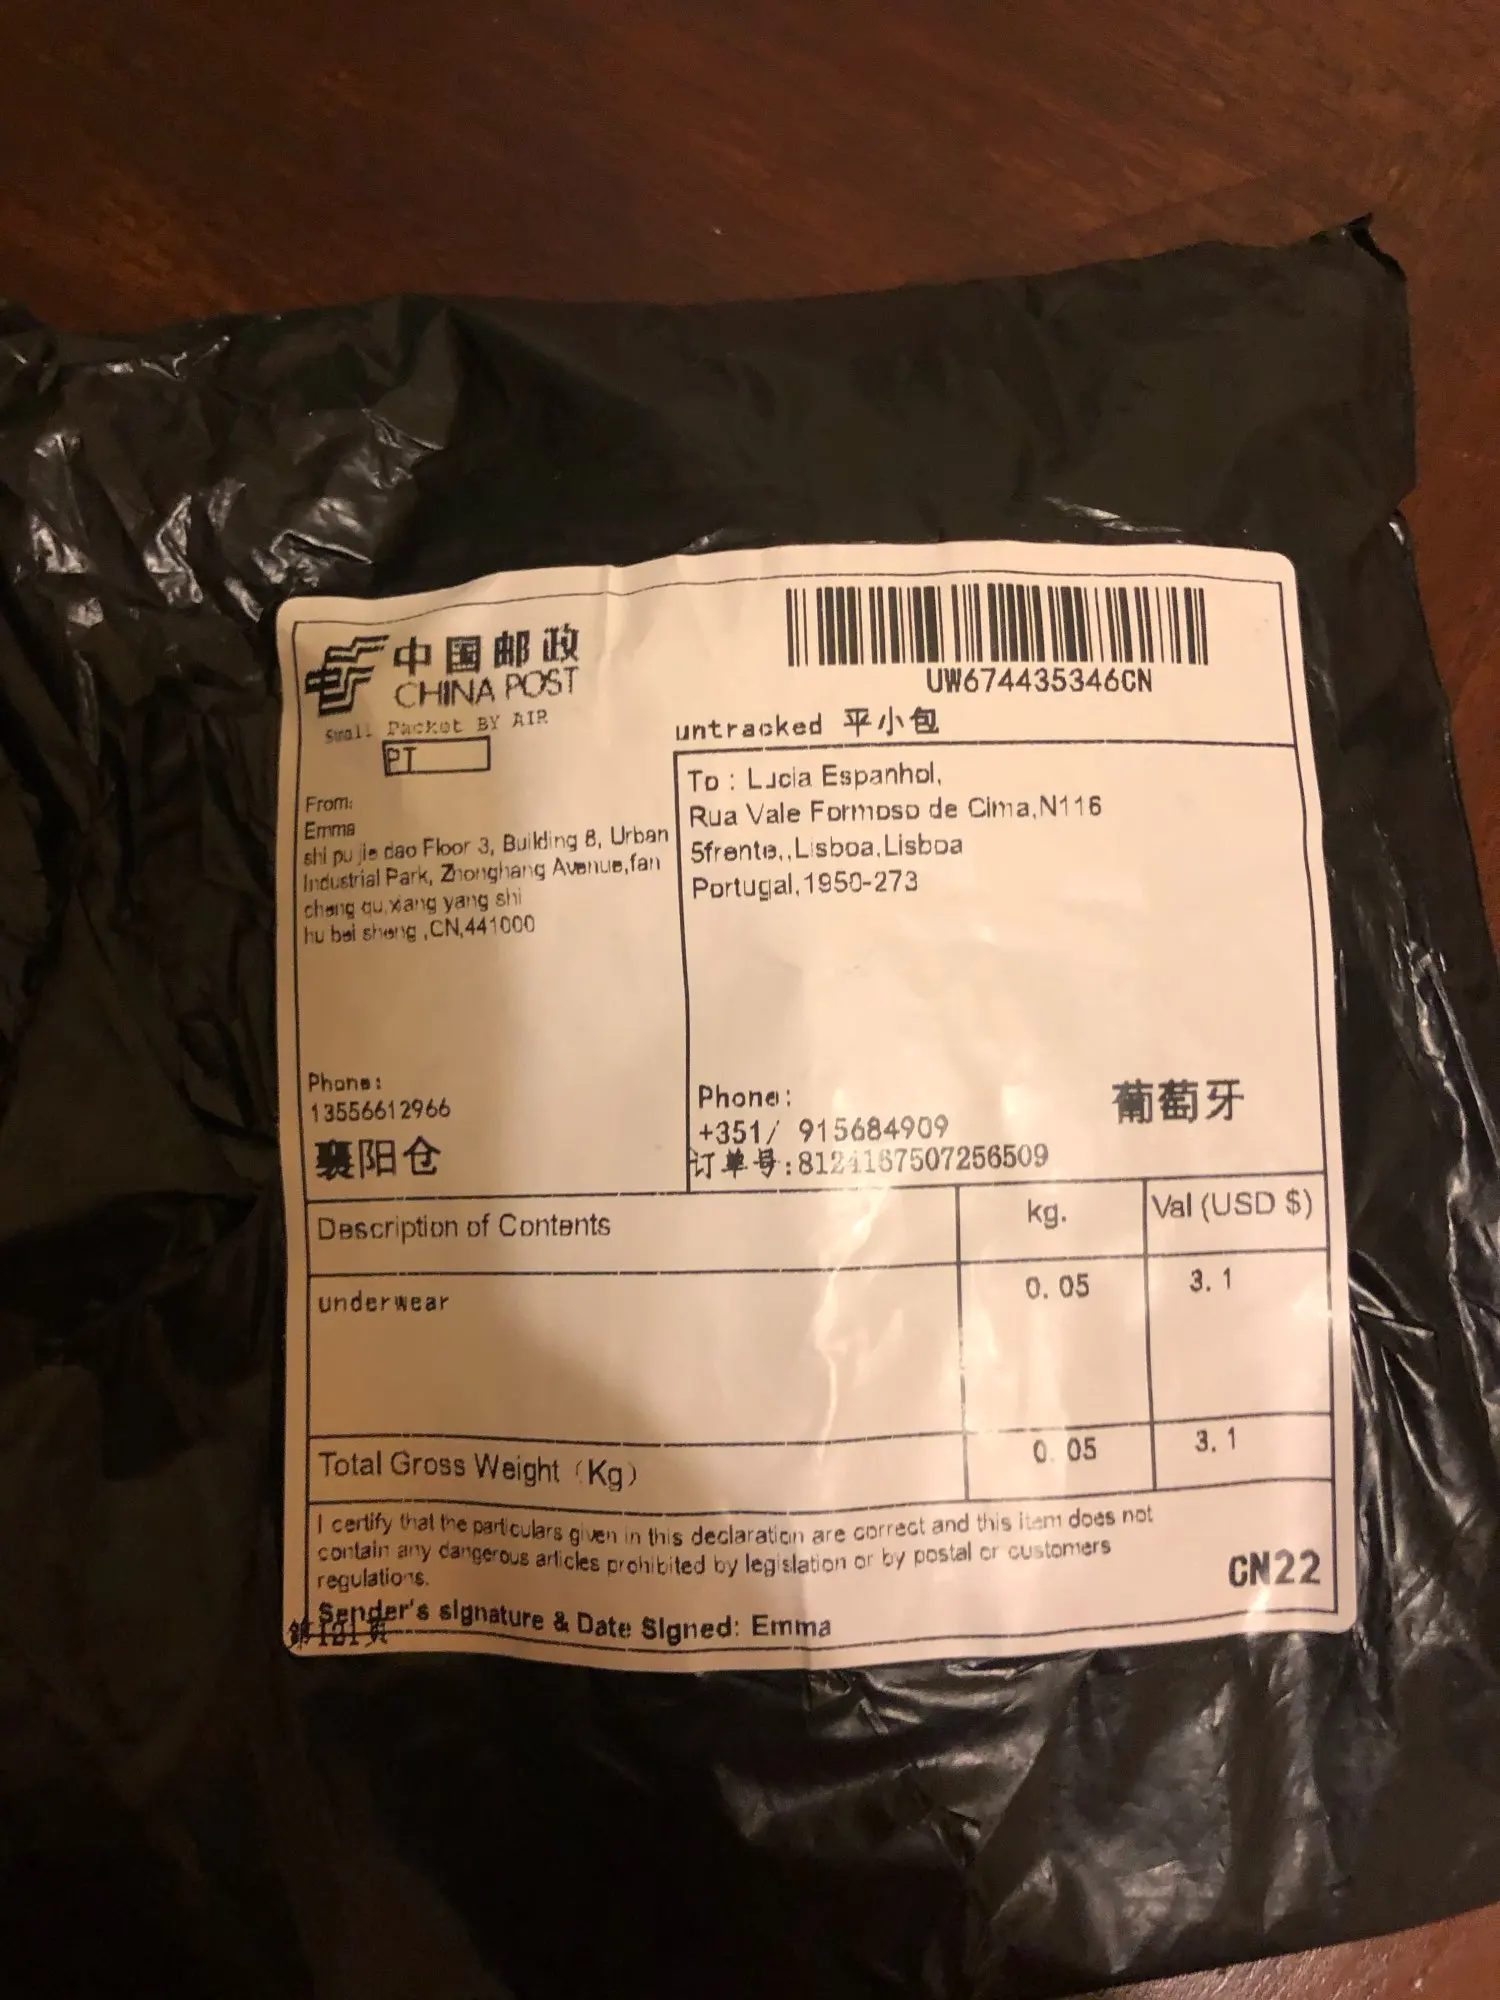 中国邮政
CHINA POST
Small Packet BY AIR
PT
UW674435346CN
untracked 平小包
From:
Emma
shi pu jie dao Floor 3, Building 8, Urban
Industrial Park, Zhonghang Avenue,fan
cheng qu,xiang yang shi
hu bei sheng ,CN,441000
Phone:
13556612966
襄阳仓
To : Lucia Espanhol,
Rua Vale Formoso de Cima,N116
5frente,,Lisboa,Lisboa
Portugal,1950-273
Phone:
+351/ 915684909
葡萄牙
订单号:8124167507256509
Description of Contents kg. Val (USD $)
underwear 0.05 3.1
Total Gross Weight (Kg) 0.05 3.1
I certify that the particulars given in this declaration are correct and this item does not
contain any dangerous articles prohibited by legislation or by postal or customers
regulations.
CN22
Sender's signature & Date Signed: Emma
第121页